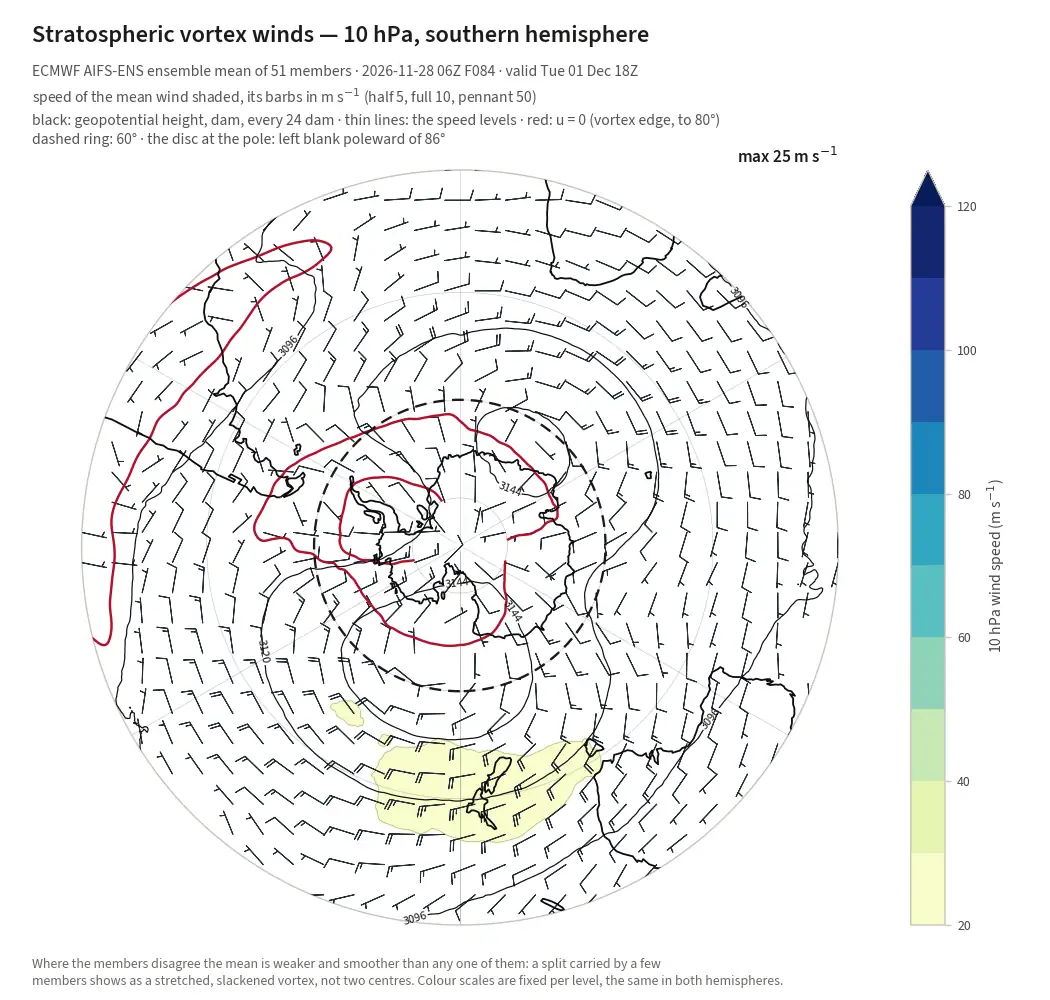 Stratospheric vortex winds — 10 hPa, southern hemisphere
ECMWF AIFS-ENS ensemble mean of 51 members · 2026-11-28 06Z F084 · valid Tue 01 Dec 18Z
speed of the mean wind shaded, its barbs in m s⁻¹ (half 5, full 10, pennant 50)
black: geopotential height, dam, every 24 dam · thin lines: the speed levels · red: u = 0 (vortex edge, to 80°)
dashed ring: 60° · the disc at the pole: left blank poleward of 86°
max 25 m s⁻¹
120
100
80
60
40
20
10 hPa wind speed (m s⁻¹)
3096
3096
3144
3144
3144
3120
3096
3096
Where the members disagree the mean is weaker and smoother than any one of them: a split carried by a few
members shows as a stretched, slackened vortex, not two centres. Colour scales are fixed per level, the same in both hemispheres.